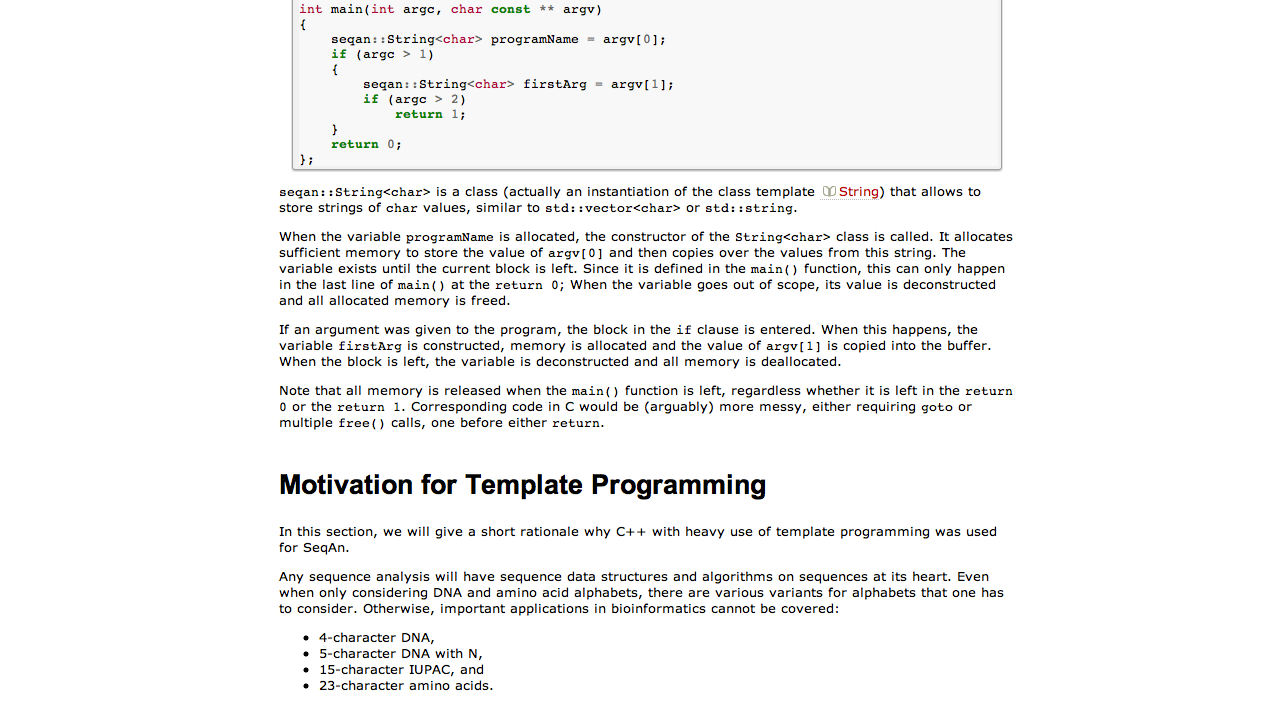 int main(int argc, char const ** argv)
{
    seqan::String<char> programName = argv[0];
    if (argc > 1)
    {
        seqan::String<char> firstArg = argv[1];
        if (argc > 2)
            return 1;
    }
    return 0;
};
seqan::String<char> is a class (actually an instantiation of the class template String) that allows to
store strings of char values, similar to std::vector<char> or std::string.
When the variable programName is allocated, the constructor of the String<char> class is called. It allocates
sufficient memory to store the value of argv[0] and then copies over the values from this string. The
variable exists until the current block is left. Since it is defined in the main() function, this can only happen
in the last line of main() at the return 0; When the variable goes out of scope, its value is deconstructed
and all allocated memory is freed.
If an argument was given to the program, the block in the if clause is entered. When this happens, the
variable firstArg is constructed, memory is allocated and the value of argv[1] is copied into the buffer.
When the block is left, the variable is deconstructed and all memory is deallocated.
Note that all memory is released when the main() function is left, regardless whether it is left in the return
0 or the return 1. Corresponding code in C would be (arguably) more messy, either requiring goto or
multiple free() calls, one before either return.
Motivation for Template Programming
In this section, we will give a short rationale why C++ with heavy use of template programming was used
for SeqAn.
Any sequence analysis will have sequence data structures and algorithms on sequences at its heart. Even
when only considering DNA and amino acid alphabets, there are various variants for alphabets that one has
to consider. Otherwise, important applications in bioinformatics cannot be covered:
• 4-character DNA,
• 5-character DNA with N,
• 15-character IUPAC, and
• 23-character amino acids.